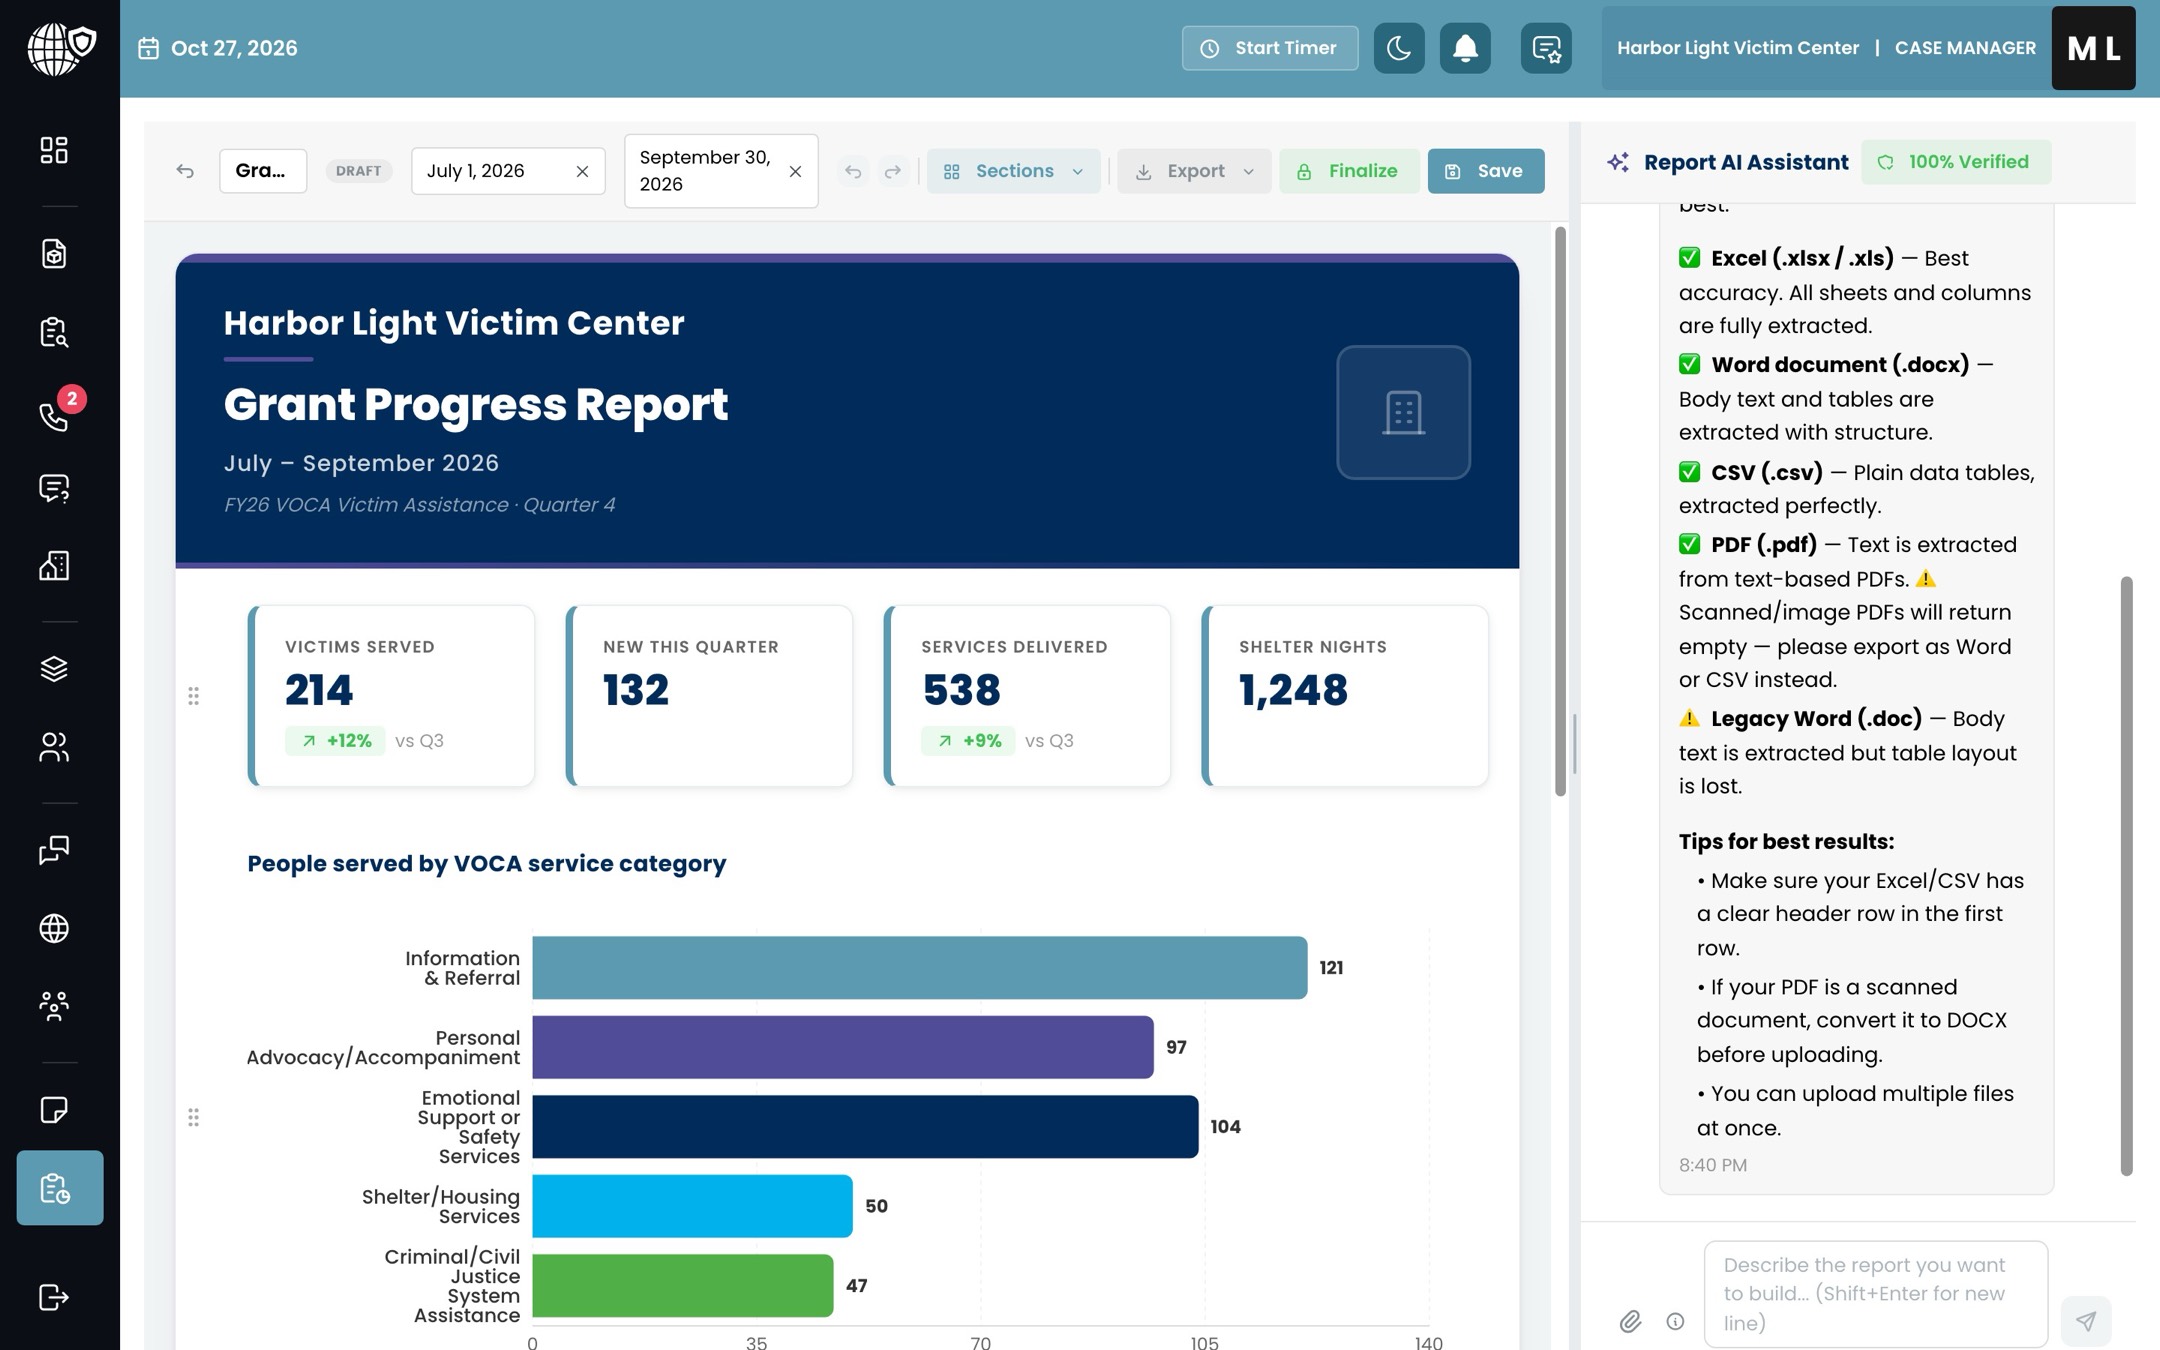 Oct 27, 2026
Start Timer
Harbor Light Victim Center | CASE MANAGER
M L
2
Gra...
DRAFT
July 1, 2026
September 30,
2026
Sections
Export
Finalize
Save
Harbor Light Victim Center
Grant Progress Report
July – September 2026
FY26 VOCA Victim Assistance · Quarter 4
VICTIMS SERVED
214
+12% vs Q3
NEW THIS QUARTER
132
SERVICES DELIVERED
538
+9% vs Q3
SHELTER NIGHTS
1,248
People served by VOCA service category
Information
& Referral
121
Personal
Advocacy/Accompaniment
97
Emotional
Support or
Safety
Services
104
Shelter/Housing
Services
50
Criminal/Civil
Justice
System
Assistance
47
0 35 70 105 140
Report AI Assistant
100% Verified
best.
✅ Excel (.xlsx / .xls) — Best
accuracy. All sheets and columns
are fully extracted.
✅ Word document (.docx) —
Body text and tables are
extracted with structure.
✅ CSV (.csv) — Plain data tables,
extracted perfectly.
✅ PDF (.pdf) — Text is extracted
from text-based PDFs. ⚠️
Scanned/image PDFs will return
empty — please export as Word
or CSV instead.
⚠️ Legacy Word (.doc) — Body
text is extracted but table layout
is lost.
Tips for best results:
• Make sure your Excel/CSV has
a clear header row in the first
row.
• If your PDF is a scanned
document, convert it to DOCX
before uploading.
• You can upload multiple files
at once.
8:40 PM
Describe the report you want
to build... (Shift+Enter for new
line)